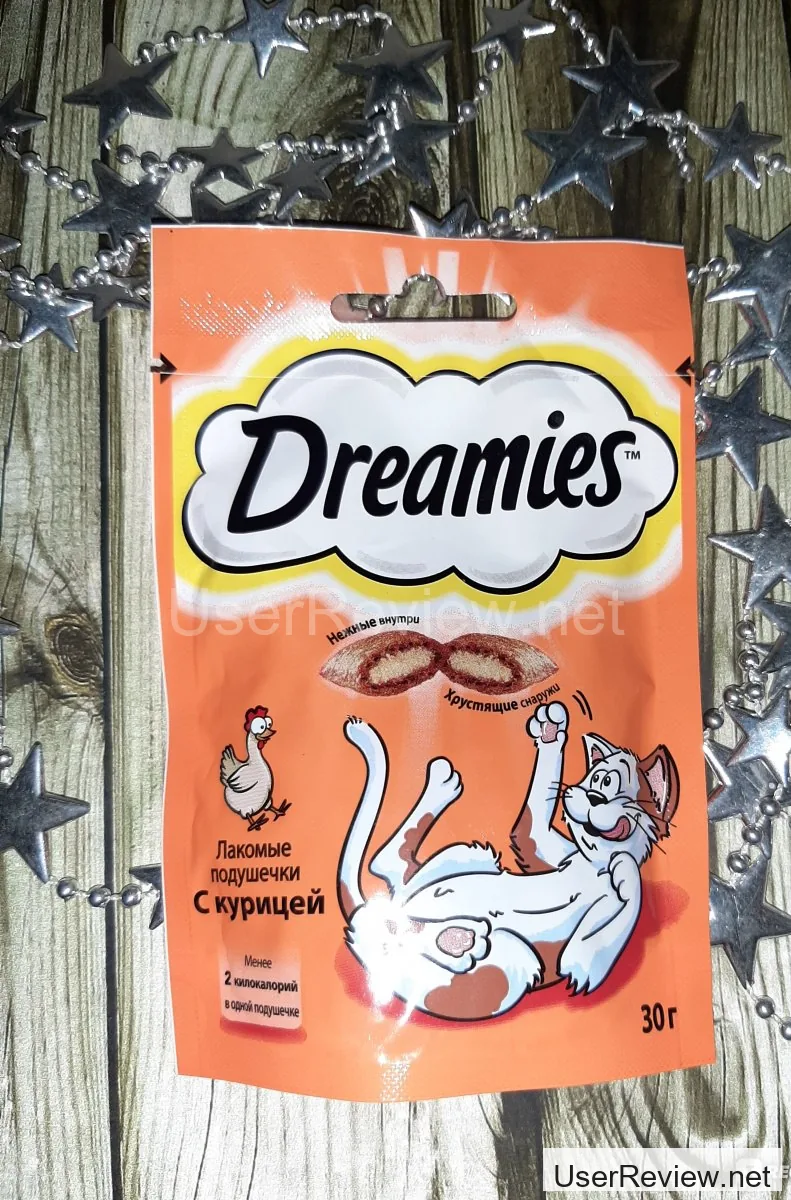 Dreamies™
UserReview.net
Нежные внутри
Хрустящие снаружи
Лакомые
подушечки
С курицей
Менее
2 килокалорий
в одной подушечке
30 г
UserReview.net